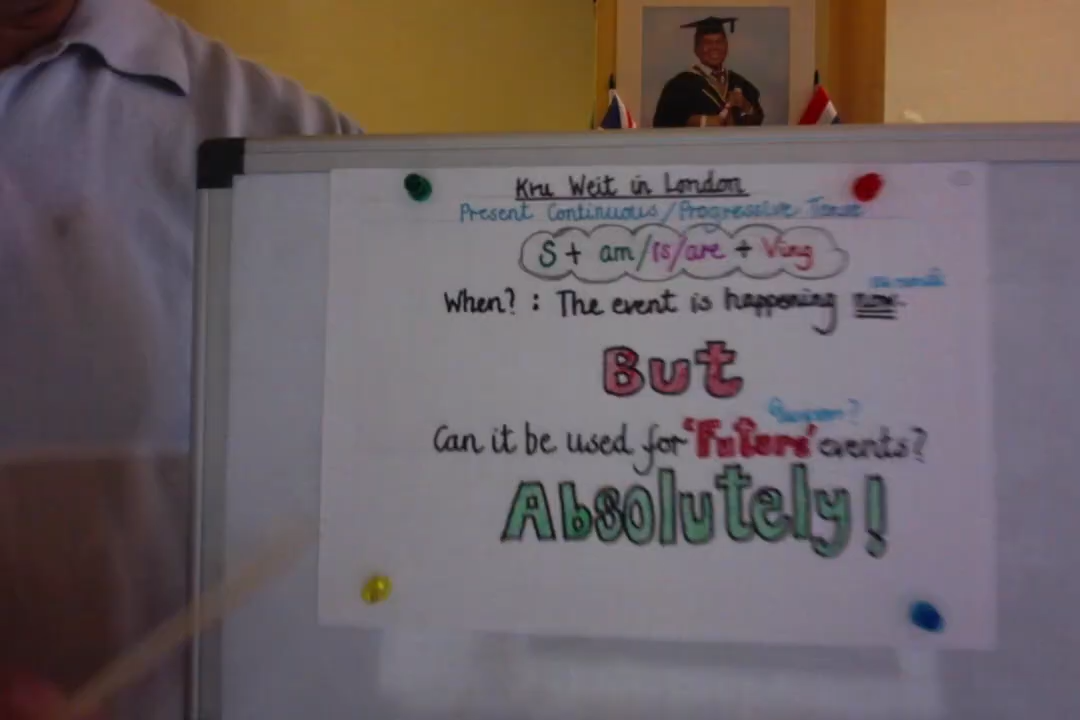 Kru Weit in London
Present Continuous/Progressive Tense
S + am/is/are + Ving
When? : The event is happening now.
But
Can it be used for 'Future' events?
Absolutely!